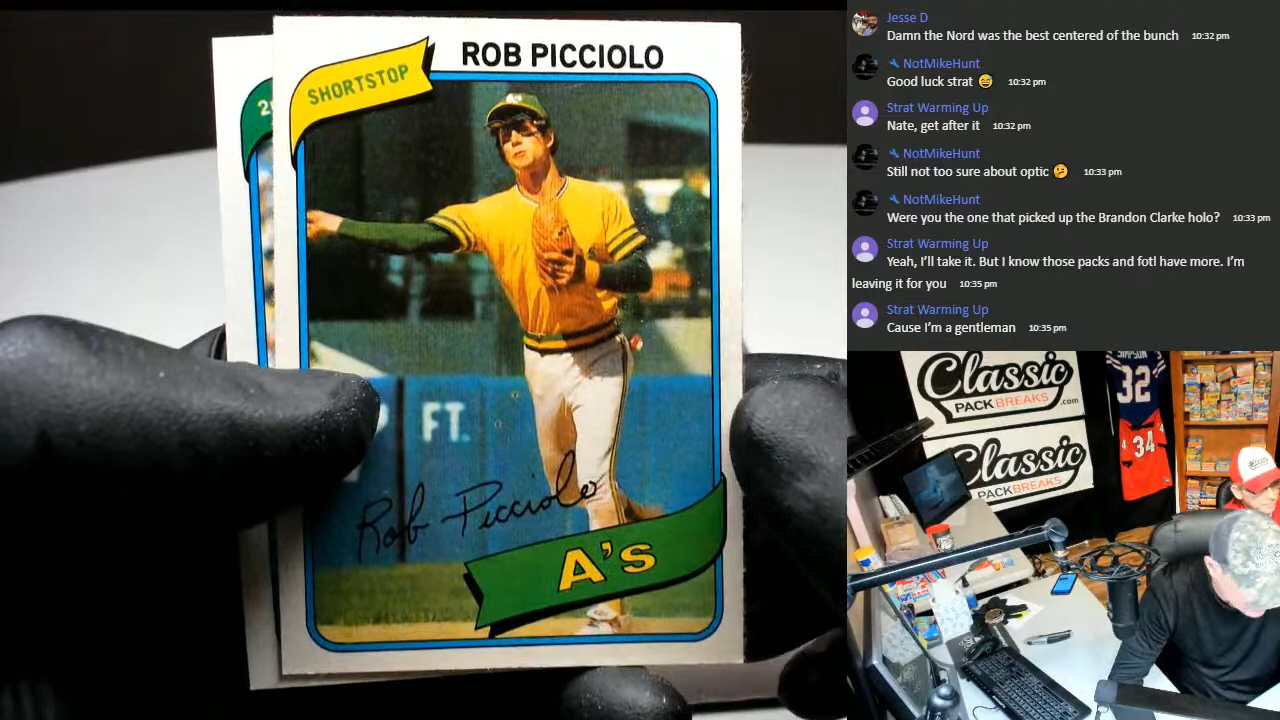 SHORTSTOP
ROB PICCIOLO
FT.
Rob Picciolo
A's
Jesse D
Damn the Nord was the best centered of the bunch 10:32 pm
NotMikeHunt
Good luck strat 😅 10:32 pm
Strat Warming Up
Nate, get after it 10:32 pm
NotMikeHunt
Still not too sure about optic 🤔 10:33 pm
NotMikeHunt
Were you the one that picked up the Brandon Clarke holo? 10:33 pm
Strat Warming Up
Yeah, I'll take it. But I know those packs and fotl have more. I'm
leaving it for you 10:35 pm
Strat Warming Up
Cause I'm a gentleman 10:35 pm
Classic
PACKBREAKS.com
Classic
PACKBREAKS
SIMPSON
32
34